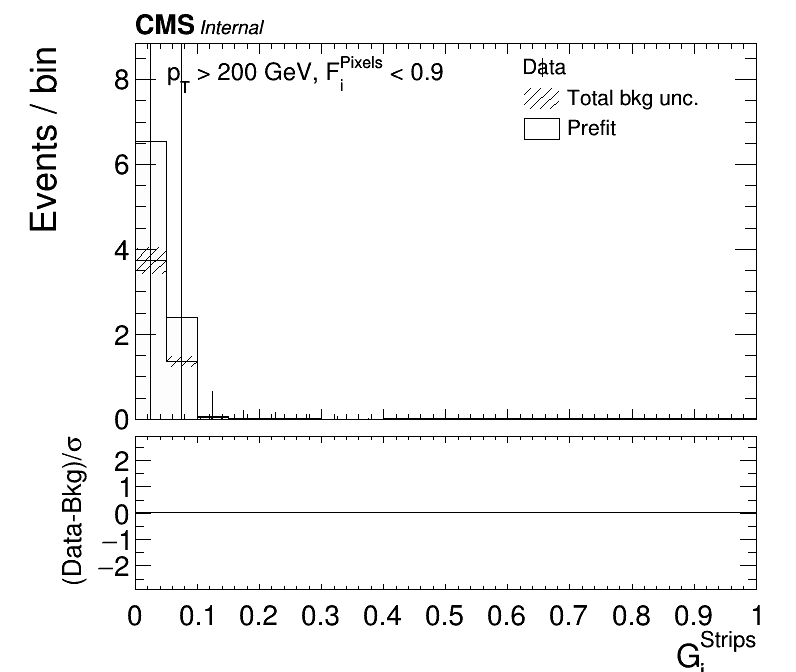 CMS Internal
p_T > 200 GeV, F_i^Pixels < 0.9
Data
Total bkg unc.
Prefit
Events / bin
8
6
4
2
0
(Data-Bkg)/σ
2
1
0
−1
−2
0 0.1 0.2 0.3 0.4 0.5 0.6 0.7 0.8 0.9 1
G_i^Strips